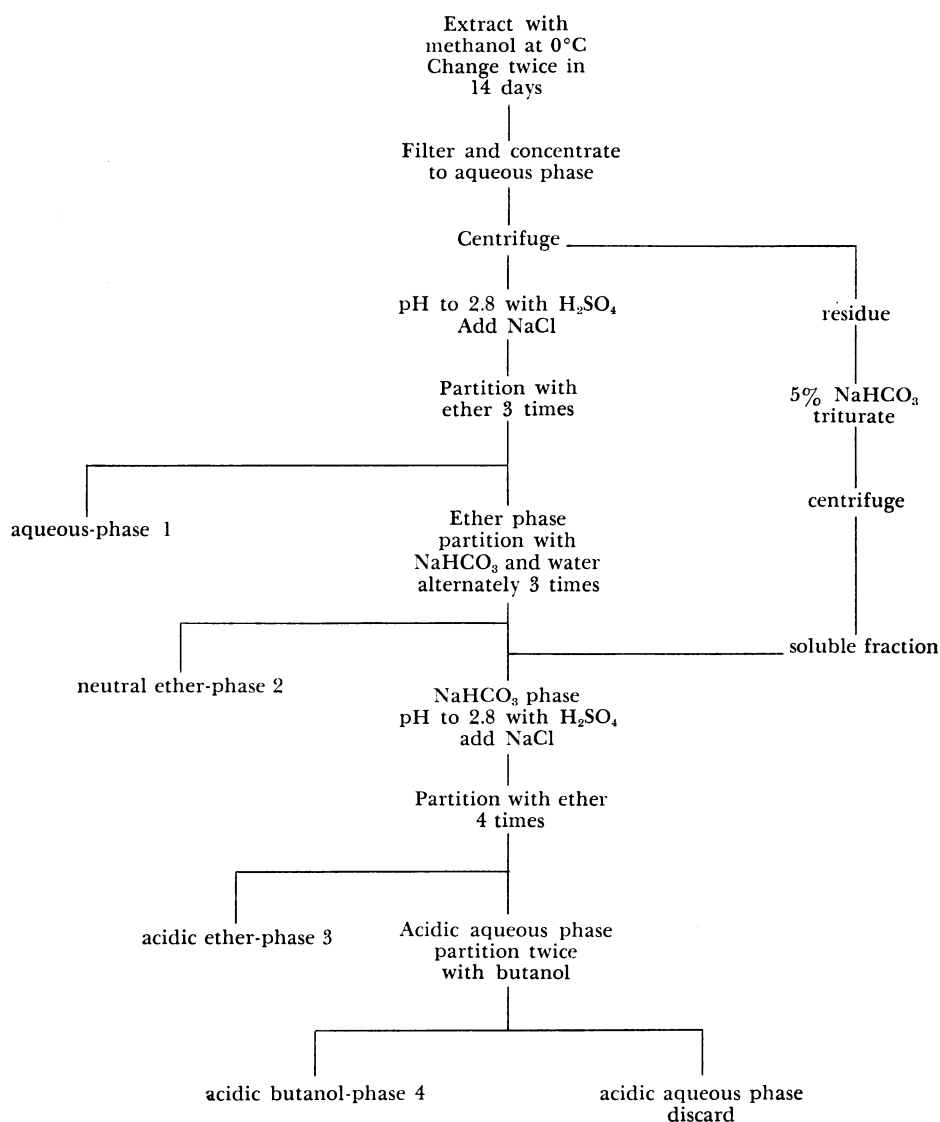 Extract with
methanol at 0°C
Change twice in
14 days
Filter and concentrate
to aqueous phase
Centrifuge
pH to 2.8 with H₂SO₄
Add NaCl
residue
Partition with
ether 3 times
5% NaHCO₃
triturate
centrifuge
aqueous-phase 1
Ether phase
partition with
NaHCO₃ and water
alternately 3 times
soluble fraction
neutral ether-phase 2
NaHCO₃ phase
pH to 2.8 with H₂SO₄
add NaCl
Partition with ether
4 times
acidic ether-phase 3
Acidic aqueous phase
partition twice
with butanol
acidic butanol-phase 4
acidic aqueous phase
discard